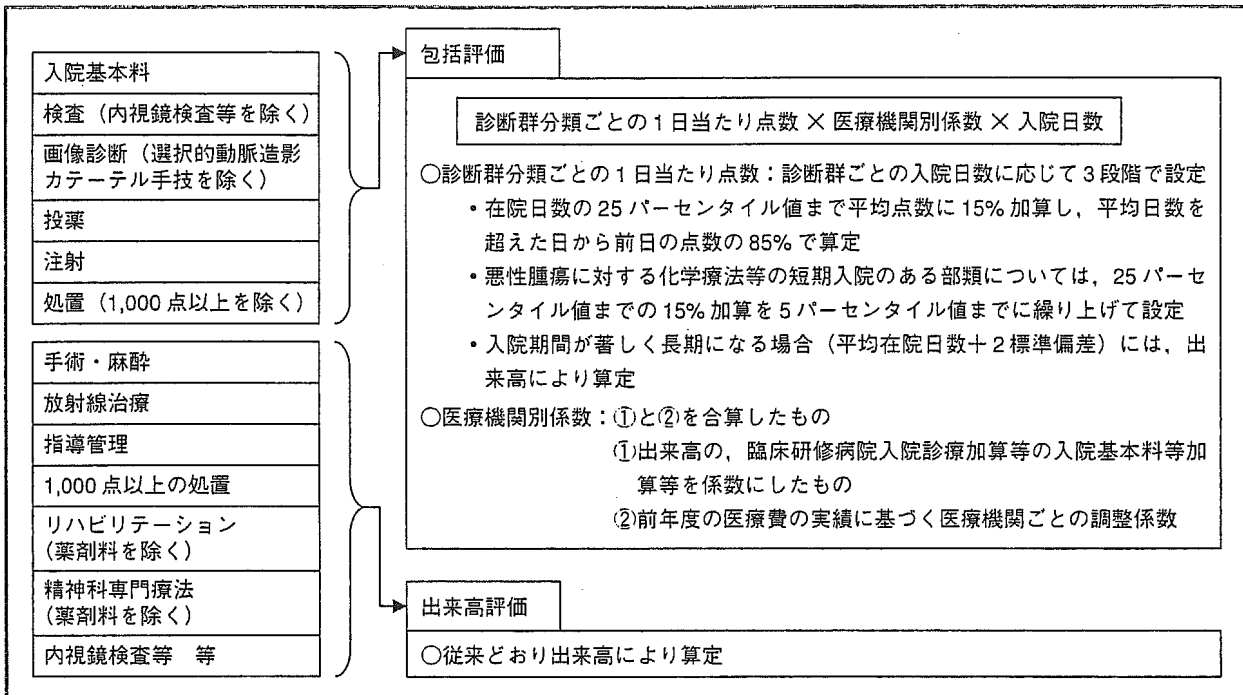 入院基本料
検査（内視鏡検査等を除く）
画像診断（選択的動脈造影
カテーテル手技を除く）
投薬
注射
処置（1,000点以上を除く）
手術・麻酔
放射線治療
指導管理
1,000点以上の処置
リハビリテーション
（薬剤料を除く）
精神科専門療法
（薬剤料を除く）
内視鏡検査等　等
包括評価
診断群分類ごとの1日当たり点数 × 医療機関別係数 × 入院日数
○診断群分類ごとの1日当たり点数：診断群ごとの入院日数に応じて3段階で設定
・在院日数の25パーセンタイル値まで平均点数に15%加算し，平均日数を
超えた日から前日の点数の85%で算定
・悪性腫瘍に対する化学療法等の短期入院のある部類については，25パーセ
ンタイル値までの15%加算を5パーセンタイル値までに繰り上げて設定
・入院期間が著しく長期になる場合（平均在院日数＋2標準偏差）には，出
来高により算定
○医療機関別係数：①と②を合算したもの
①出来高の，臨床研修病院入院診療加算等の入院基本料等加
算等を係数にしたもの
②前年度の医療費の実績に基づく医療機関ごとの調整係数
出来高評価
○従来どおり出来高により算定